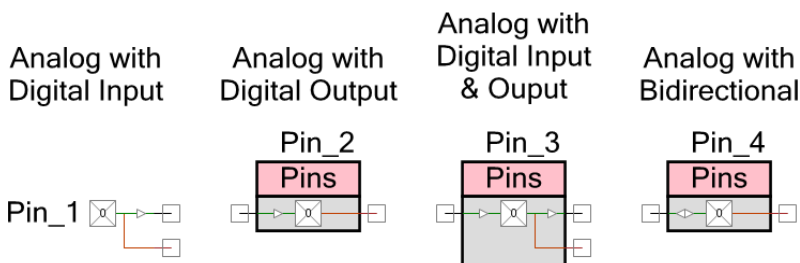 Analog with
Digital Input
Analog with
Digital Output
Analog with
Digital Input
& Ouput
Analog with
Bidirectional
Pin_1
0
Pin_2
Pins
0
Pin_3
Pins
0
Pin_4
Pins
0